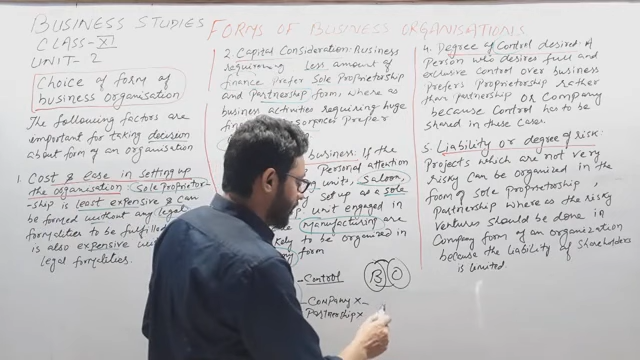 BUSINESS STUDIES
CLASS-XI
UNIT-2
FORMS OF BUSINESS ORGANISATIONS
Choice of form of
business organisation
The following factors are
important for taking decision
about form of an organisation
1. Cost & ease in setting up
the organisation: Sole Proprietor-
ship is least expensive & can
be formed without any legal
formalities to be fulfilled
is also expensive
legal formalities.
2. Capital Consideration: Business
requiring less amount of
finance prefer Sole Proprietorship
and Partnership form, where as
business activities requiring huge
prefer
business: If the
Personal attention
unit, saloon,
set up as a sole
unit engaged in
manufacturing are
likely to be organized in
form
- Control
- Company x -
Partnership x
B O
4. Degree of Control desired: A
Person who desire full and
exclusive Control over business
Prefers Proprietorship rather
than partnership or Company
because Control has to be
shared in these cases.
5. Liability or degree of risk:
Projects which are not very
risky can be organized in the
form of sole proprietorship,
Partnership where as the risky
ventures should be done in
Company form of an organization
because the liability of shareholders
is limited.